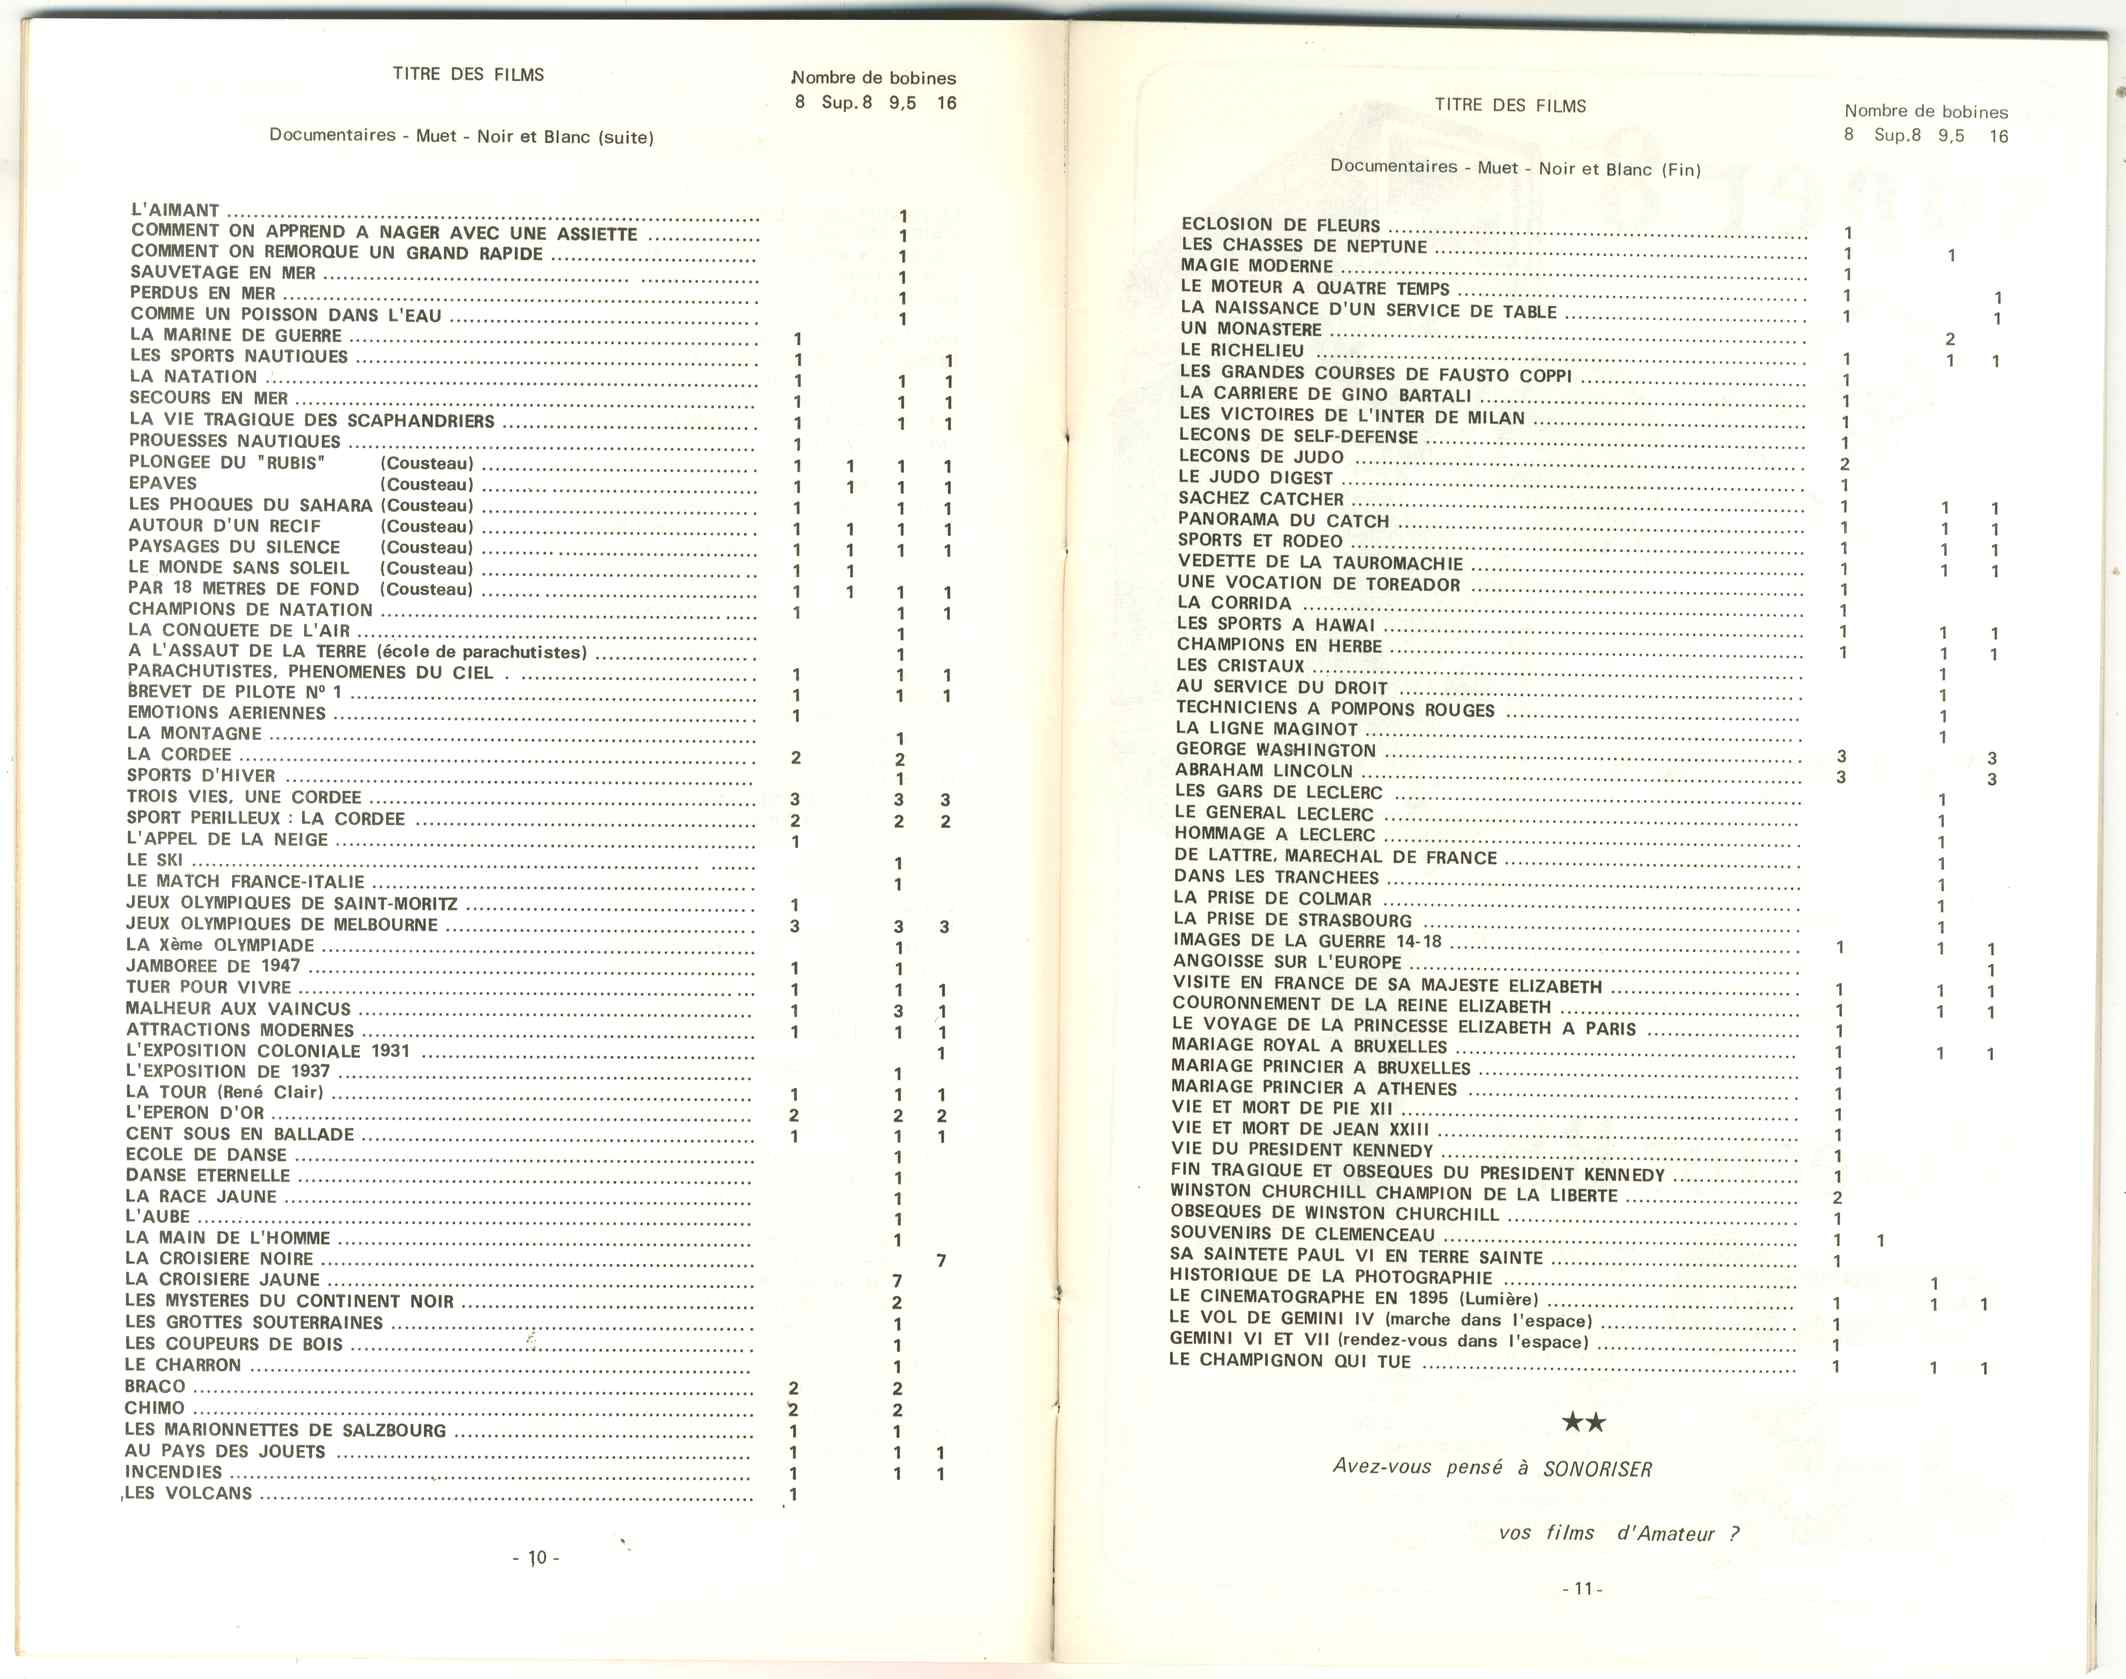 TITRE DES FILMS
Nombre de bobines
8 Sup.8 9,5 16
Documentaires - Muet - Noir et Blanc (suite)
L'AIMANT ........ 1
COMMENT ON APPREND A NAGER AVEC UNE ASSIETTE ........ 1
COMMENT ON REMORQUE UN GRAND RAPIDE ........ 1
SAUVETAGE EN MER ........ 1
PERDUS EN MER ........ 1
COMME UN POISSON DANS L'EAU ........ 1
LA MARINE DE GUERRE ........ 1
LES SPORTS NAUTIQUES ........ 1 1
LA NATATION ........ 1 1 1
SECOURS EN MER ........ 1 1 1
LA VIE TRAGIQUE DES SCAPHANDRIERS ........ 1 1 1
PROUESSES NAUTIQUES ........ 1
PLONGEE DU "RUBIS" (Cousteau) ........ 1 1 1 1
EPAVES (Cousteau) ........ 1 1 1 1
LES PHOQUES DU SAHARA (Cousteau) ........ 1 1 1
AUTOUR D'UN RECIF (Cousteau) ........ 1 1 1 1
PAYSAGES DU SILENCE (Cousteau) ........ 1 1 1 1
LE MONDE SANS SOLEIL (Cousteau) ........ 1 1
PAR 18 METRES DE FOND (Cousteau) ........ 1 1 1 1
CHAMPIONS DE NATATION ........ 1 1 1
LA CONQUETE DE L'AIR ........ 1
A L'ASSAUT DE LA TERRE (école de parachutistes) ........ 1
PARACHUTISTES, PHENOMENES DU CIEL ........ 1 1 1
BREVET DE PILOTE Nº 1 ........ 1 1 1
EMOTIONS AERIENNES ........ 1
LA MONTAGNE ........ 1
LA CORDEE ........ 2 2
SPORTS D'HIVER ........ 1
TROIS VIES, UNE CORDEE ........ 3 3 3
SPORT PERILLEUX : LA CORDEE ........ 2 2 2
L'APPEL DE LA NEIGE ........ 1
LE SKI ........ 1
LE MATCH FRANCE-ITALIE ........ 1
JEUX OLYMPIQUES DE SAINT-MORITZ ........ 1
JEUX OLYMPIQUES DE MELBOURNE ........ 3 3 3
LA Xème OLYMPIADE ........ 1
JAMBOREE DE 1947 ........ 1 1
TUER POUR VIVRE ........ 1 1 1
MALHEUR AUX VAINCUS ........ 1 3 1
ATTRACTIONS MODERNES ........ 1 1 1
L'EXPOSITION COLONIALE 1931 ........ 1
L'EXPOSITION DE 1937 ........ 1
LA TOUR (René Clair) ........ 1 1 1
L'EPERON D'OR ........ 2 2 2
CENT SOUS EN BALLADE ........ 1 1 1
ECOLE DE DANSE ........ 1
DANSE ETERNELLE ........ 1
LA RACE JAUNE ........ 1
L'AUBE ........ 1
LA MAIN DE L'HOMME ........ 1
LA CROISIERE NOIRE ........ 7
LA CROISIERE JAUNE ........ 7
LES MYSTERES DU CONTINENT NOIR ........ 2
LES GROTTES SOUTERRAINES ........ 1
LES COUPEURS DE BOIS ........ 1
LE CHARRON ........ 1
BRACO ........ 2 2
CHIMO ........ 2 2
LES MARIONNETTES DE SALZBOURG ........ 1 1
AU PAYS DES JOUETS ........ 1 1 1
INCENDIES ........ 1 1 1
LES VOLCANS ........ 1
- 10 -
TITRE DES FILMS
Nombre de bobines
8 Sup.8 9,5 16
Documentaires - Muet - Noir et Blanc (Fin)
ECLOSION DE FLEURS ........ 1
LES CHASSES DE NEPTUNE ........ 1 1
MAGIE MODERNE ........ 1
LE MOTEUR A QUATRE TEMPS ........ 1 1
LA NAISSANCE D'UN SERVICE DE TABLE ........ 1 1
UN MONASTERE ........ 2
LE RICHELIEU ........ 1 1 1
LES GRANDES COURSES DE FAUSTO COPPI ........ 1
LA CARRIERE DE GINO BARTALI ........ 1
LES VICTOIRES DE L'INTER DE MILAN ........ 1
LECONS DE SELF-DEFENSE ........ 1
LECONS DE JUDO ........ 2
LE JUDO DIGEST ........ 1
SACHEZ CATCHER ........ 1 1 1
PANORAMA DU CATCH ........ 1 1 1
SPORTS ET RODEO ........ 1 1 1
VEDETTE DE LA TAUROMACHIE ........ 1 1 1
UNE VOCATION DE TOREADOR ........ 1
LA CORRIDA ........ 1
LES SPORTS A HAWAI ........ 1 1 1
CHAMPIONS EN HERBE ........ 1 1 1
LES CRISTAUX ........ 1
AU SERVICE DU DROIT ........ 1
TECHNICIENS A POMPONS ROUGES ........ 1
LA LIGNE MAGINOT ........ 1
GEORGE WASHINGTON ........ 3 3
ABRAHAM LINCOLN ........ 3 3
LES GARS DE LECLERC ........ 1
LE GENERAL LECLERC ........ 1
HOMMAGE A LECLERC ........ 1
DE LATTRE, MARECHAL DE FRANCE ........ 1
DANS LES TRANCHEES ........ 1
LA PRISE DE COLMAR ........ 1
LA PRISE DE STRASBOURG ........ 1
IMAGES DE LA GUERRE 14-18 ........ 1 1 1
ANGOISSE SUR L'EUROPE ........ 1
VISITE EN FRANCE DE SA MAJESTE ELIZABETH ........ 1 1 1
COURONNEMENT DE LA REINE ELIZABETH ........ 1 1 1
LE VOYAGE DE LA PRINCESSE ELIZABETH A PARIS ........ 1
MARIAGE ROYAL A BRUXELLES ........ 1 1 1
MARIAGE PRINCIER A BRUXELLES ........ 1
MARIAGE PRINCIER A ATHENES ........ 1
VIE ET MORT DE PIE XII ........ 1
VIE ET MORT DE JEAN XXIII ........ 1
VIE DU PRESIDENT KENNEDY ........ 1
FIN TRAGIQUE ET OBSEQUES DU PRESIDENT KENNEDY ........ 1
WINSTON CHURCHILL CHAMPION DE LA LIBERTE ........ 2
OBSEQUES DE WINSTON CHURCHILL ........ 1
SOUVENIRS DE CLEMENCEAU ........ 1 1
SA SAINTETE PAUL VI EN TERRE SAINTE ........ 1
HISTORIQUE DE LA PHOTOGRAPHIE ........ 1
LE CINEMATOGRAPHE EN 1895 (Lumière) ........ 1 1 1
LE VOL DE GEMINI IV (marche dans l'espace) ........ 1
GEMINI VI ET VII (rendez-vous dans l'espace) ........ 1
LE CHAMPIGNON QUI TUE ........ 1 1 1
★★
Avez-vous pensé à SONORISER
vos films d'Amateur ?
- 11 -